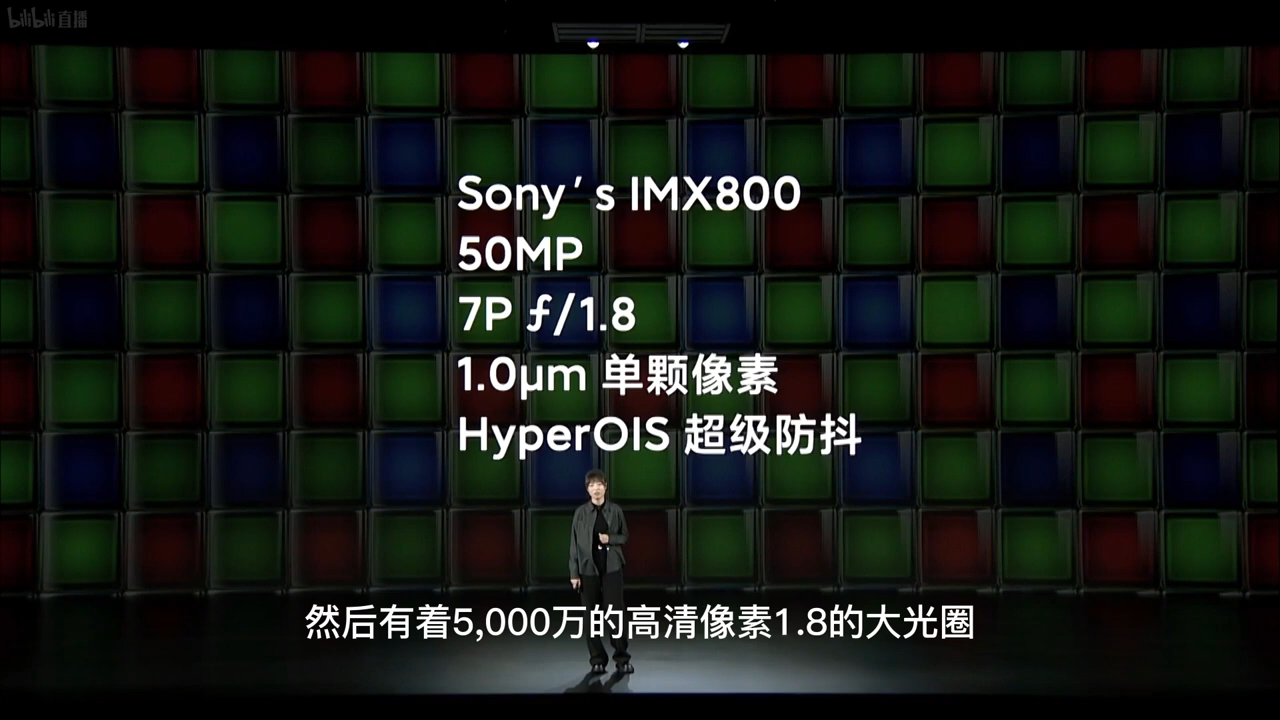 bilibili直播
Sony's IMX800
50MP
7P ƒ/1.8
1.0μm 单颗像素
HyperOIS 超级防抖
然后有着5,000万的高清像素1.8的大光圈